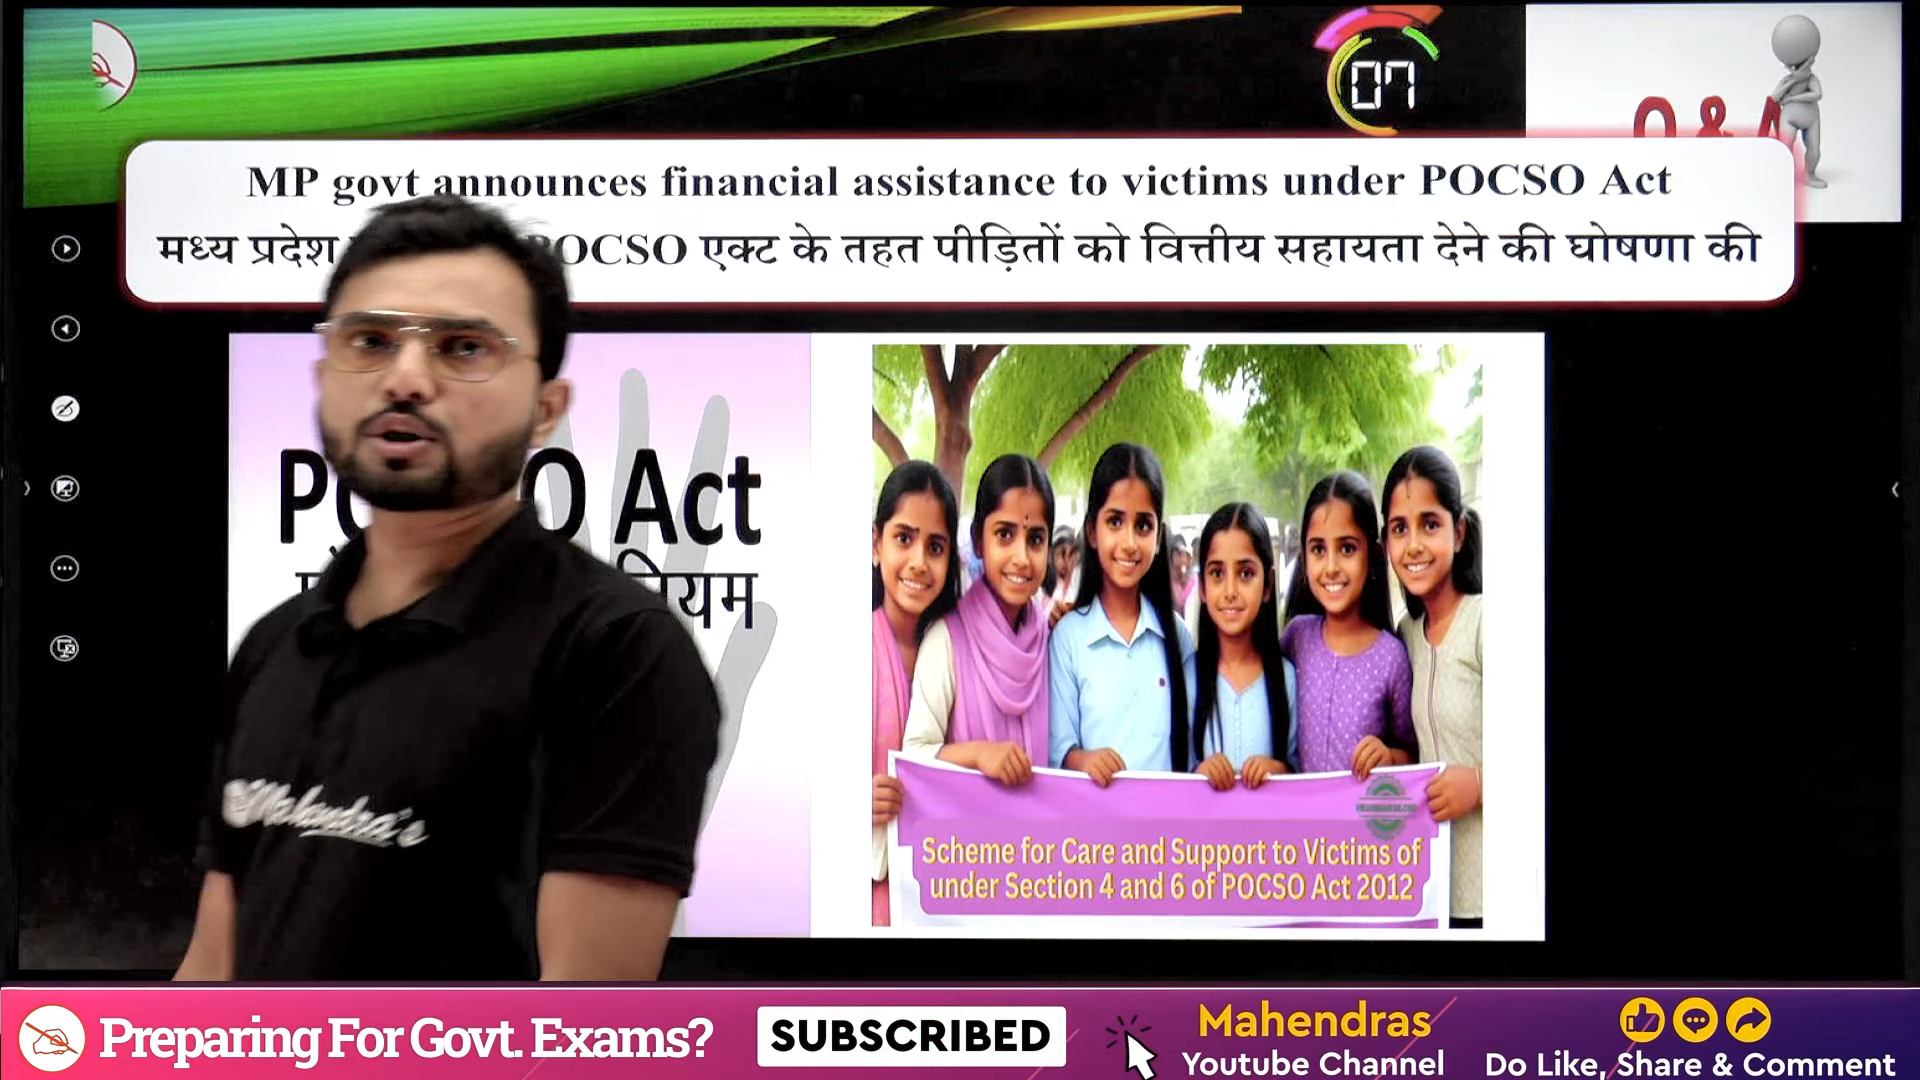 07
Q & A
MP govt announces financial assistance to victims under POCSO Act
मध्य प्रदेश POCSO एक्ट के तहत पीड़ितों को वित्तीय सहायता देने की घोषणा की
Act
Scheme for Care and Support to Victims of
under Section 4 and 6 of POCSO Act 2012
Mahendra's
Preparing For Govt. Exams?
SUBSCRIBED
Mahendras
Youtube Channel
Do Like, Share & Comment